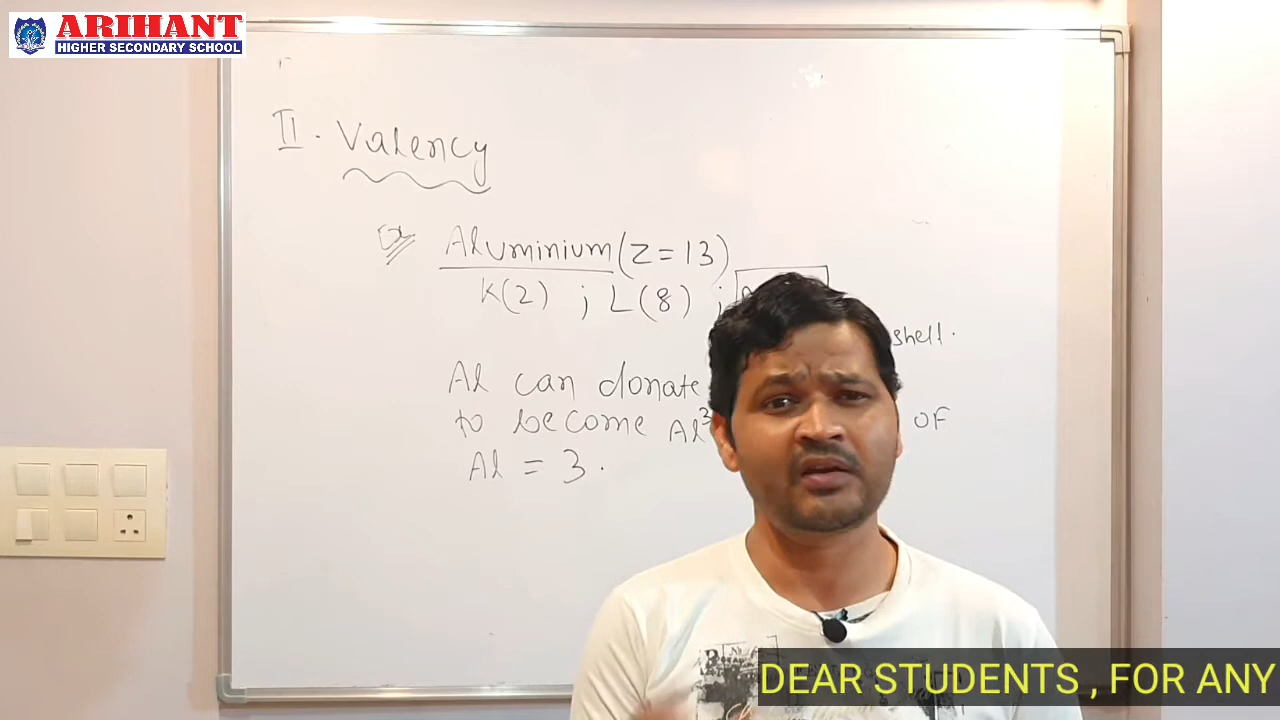 ARIHANT
HIGHER SECONDARY SCHOOL
II. Valency
Ex Aluminium (Z=13)
K(2) ; L(8) ;
shell.
Al can donate
to become Al3 OF
Al = 3.
DEAR STUDENTS , FOR ANY